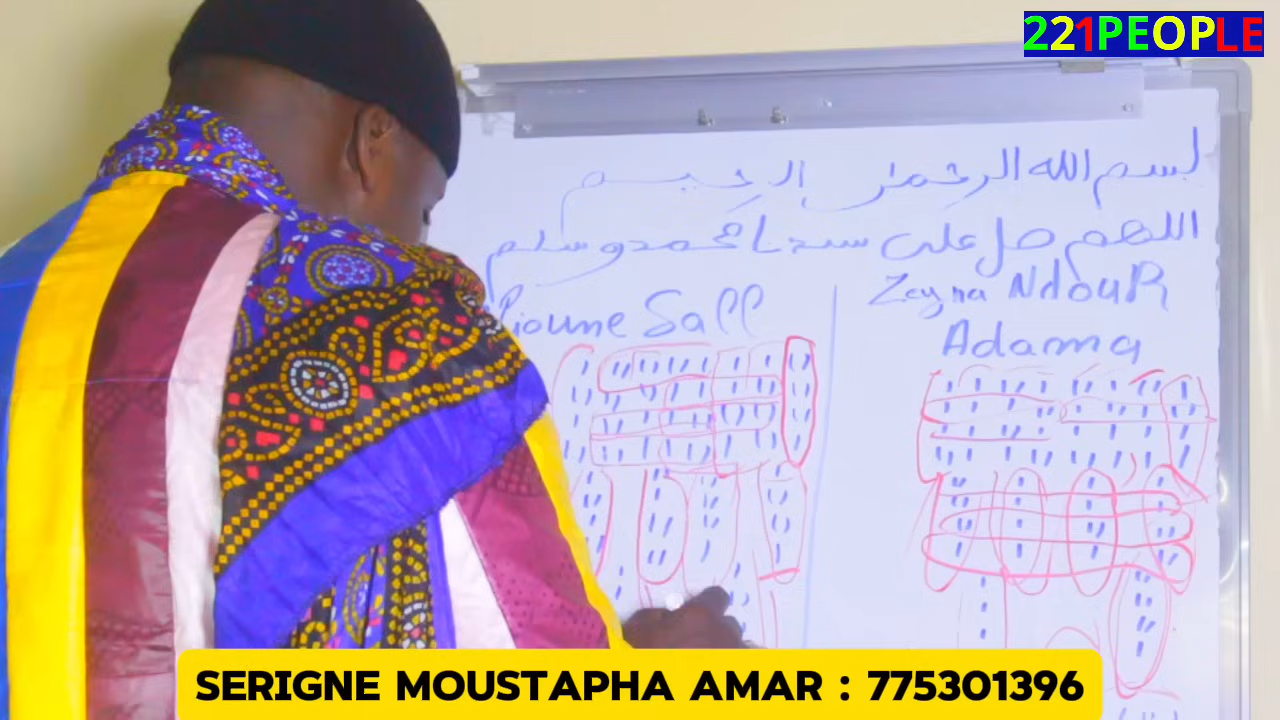 221PEOPLE
بسم الله الرحمن الرحيم
اللهم صل على سيدنا محمد وسلم
Zeyna NdouR
Adama
Sall
SERIGNE MOUSTAPHA AMAR : 775301396